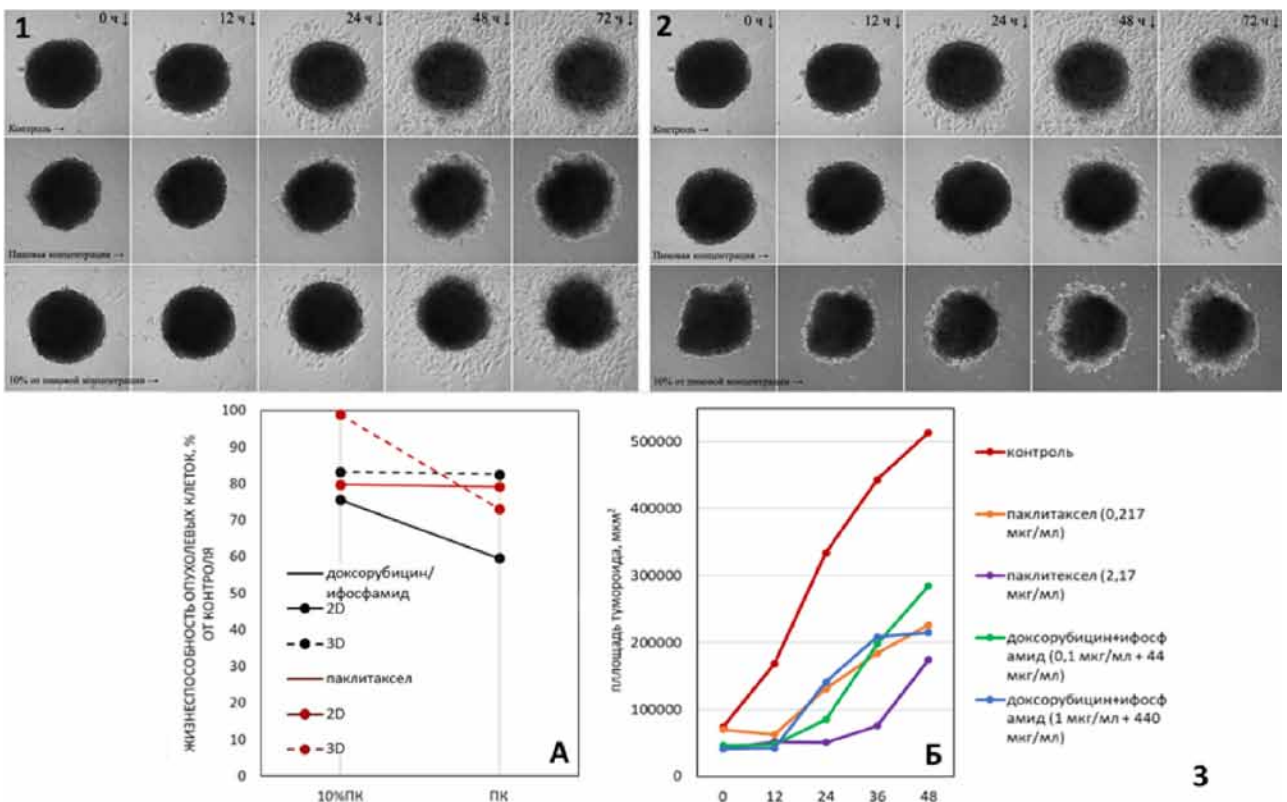 1
0 ч ↓
12 ч ↓
24 ч ↓
48 ч ↓
72 ч ↓
Контроль →
Пиковая концентрация →
10% от пиковой концентрации →
2
0 ч ↓
12 ч ↓
24 ч ↓
48 ч ↓
72 ч ↓
Контроль →
Пиковая концентрация →
10% от пиковой концентрации →
ЖИЗНЕСПОСОБНОСТЬ ОПУХОЛЕВЫХ КЛЕТОК, %
ОТ КОНТРОЛЯ
100
90
80
70
60
50
40
30
20
10
0
доксорубицин/
ифосфамид
2D
3D
паклитаксел
2D
3D
А
10%ПК
ПК
ПЛЛОЩАДЬ ТУМОРОИДА, МКМ²
500000
400000
300000
200000
100000
0
0
12
24
36
48
Б
контроль
паклитаксел (0,217
мкг/мл)
паклитексел (2,17
мкг/мл)
доксорубицин+ифосф
амид (0,1 мкг/мл + 44
мкг/мл)
доксорубицин+ифосф
амид (1 мкг/мл + 440
мкг/мл)
3